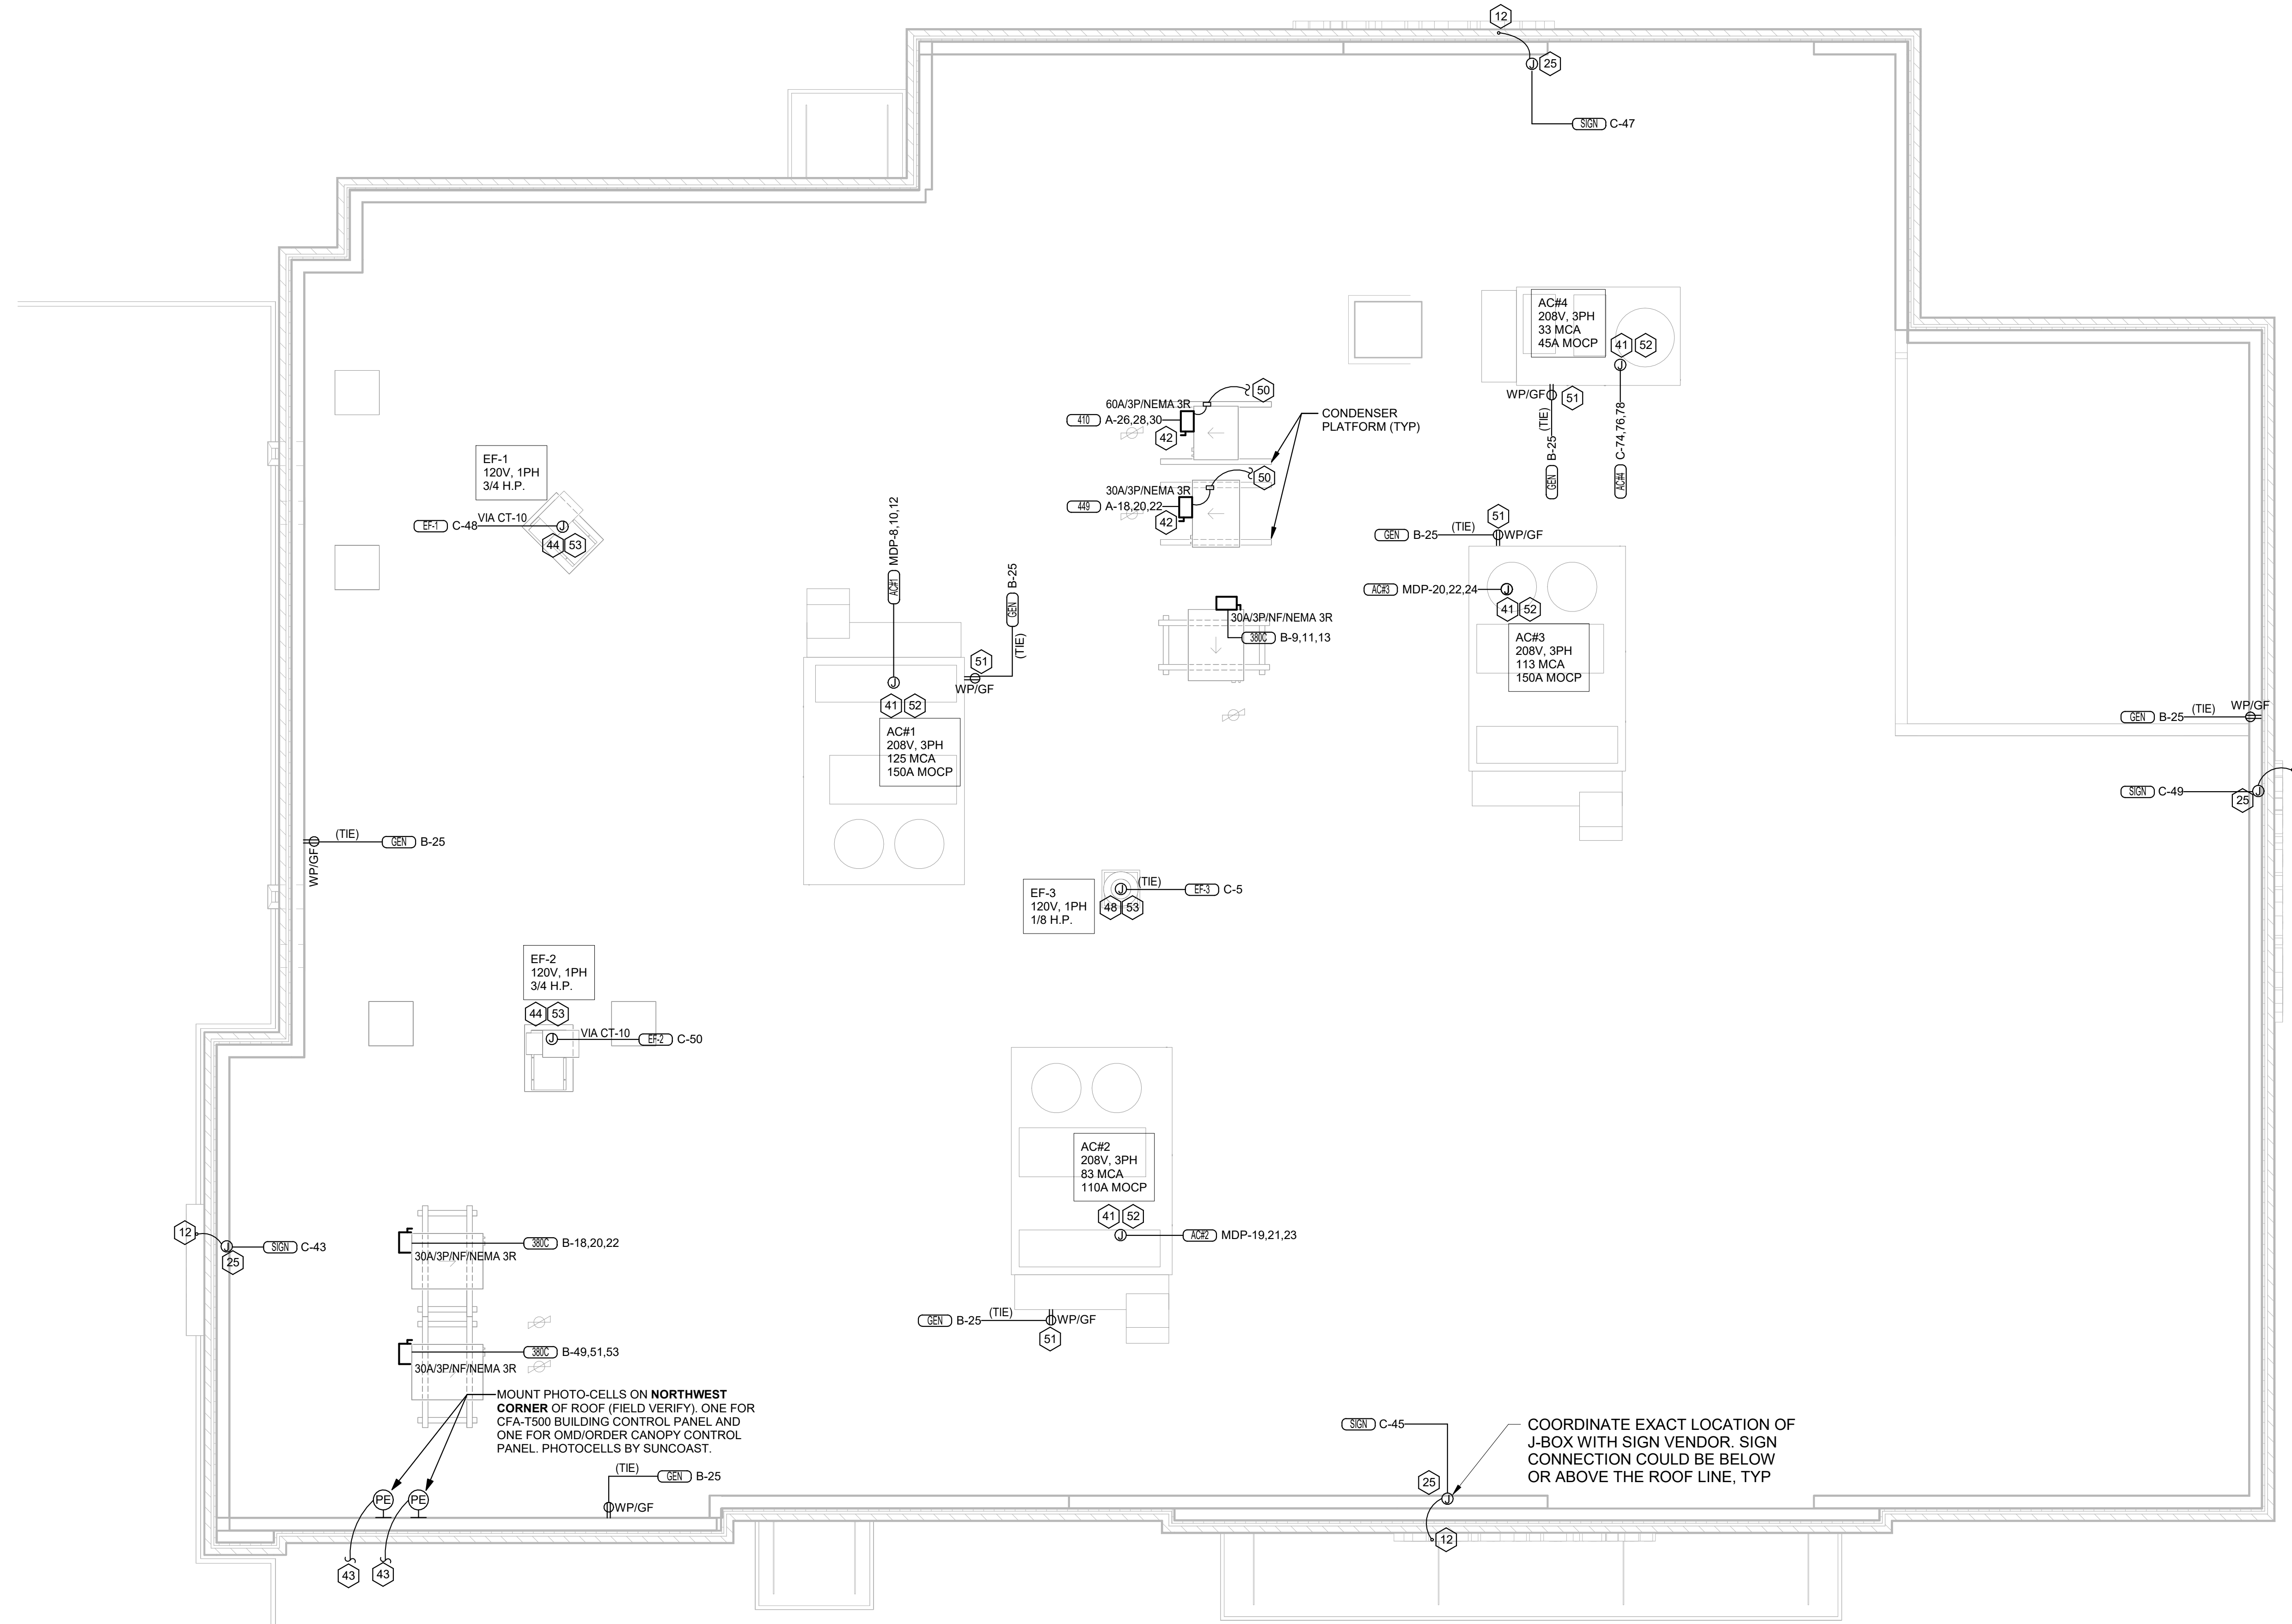 12
25
SIGN C-47
AC#4
208V, 3PH
33 MCA
45A MOCP
41 52
WP/GF 51
(TIE)
GEN B-25
AC#4 C-74,76,78
50
60A/3P/NEMA 3R
410 A-26,28,30
42
CONDENSER
PLATFORM (TYP)
50
30A/3P/NEMA 3R
449 A-18,20,22
42
EF-1
120V, 1PH
3/4 H.P.
EF-1 C-48 VIA CT-10
44 53
AC#1 MDP-8,10,12
GEN B-25
(TIE)
51
WP/GF
41 52
AC#1
208V, 3PH
125 MCA
150A MOCP
51
GEN B-25 (TIE) WP/GF
AC#3 MDP-20,22,24
41 52
AC#3
208V, 3PH
113 MCA
150A MOCP
30A/3P/NF/NEMA 3R
380C B-9,11,13
GEN B-25 (TIE) WP/GF
SIGN C-49
25
(TIE) GEN B-25
WP/GF
EF-3
120V, 1PH
1/8 H.P.
(TIE) EF-3 C-5
48 53
EF-2
120V, 1PH
3/4 H.P.
44 53
VIA CT-10 EF-2 C-50
AC#2
208V, 3PH
83 MCA
110A MOCP
41 52
AC#2 MDP-19,21,23
GEN B-25 (TIE) WP/GF
51
12
SIGN C-43
25
380C B-18,20,22
30A/3P/NF/NEMA 3R
380C B-49,51,53
30A/3P/NF/NEMA 3R
MOUNT PHOTO-CELLS ON NORTHWEST
CORNER OF ROOF (FIELD VERIFY). ONE FOR
CFA-T500 BUILDING CONTROL PANEL AND
ONE FOR OMD/ORDER CANOPY CONTROL
PANEL. PHOTOCELLS BY SUNCOAST.
PE PE
43 43
(TIE) GEN B-25
WP/GF
SIGN C-45
COORDINATE EXACT LOCATION OF
J-BOX WITH SIGN VENDOR. SIGN
CONNECTION COULD BE BELOW
OR ABOVE THE ROOF LINE, TYP
25
12
J
J
J
J
J
J
J
J
J
J
J